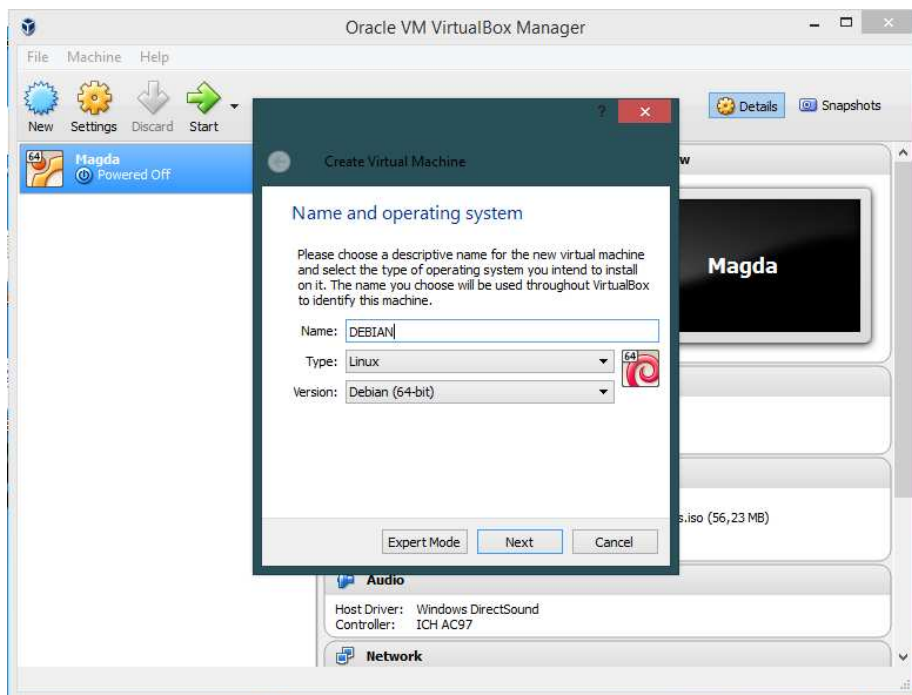 Oracle VM VirtualBox Manager
File Machine Help
New Settings Discard Start
Details Snapshots
64 Magda
Powered Off
?
Create Virtual Machine
w
Magda
Name and operating system
Please choose a descriptive name for the new virtual machine
and select the type of operating system you intend to install
on it. The name you choose will be used throughout VirtualBox
to identify this machine.
Name: DEBIAN
Type: Linux
64
Version: Debian (64-bit)
s.iso (56,23 MB)
Expert Mode Next Cancel
Audio
Host Driver: Windows DirectSound
Controller: ICH AC97
Network